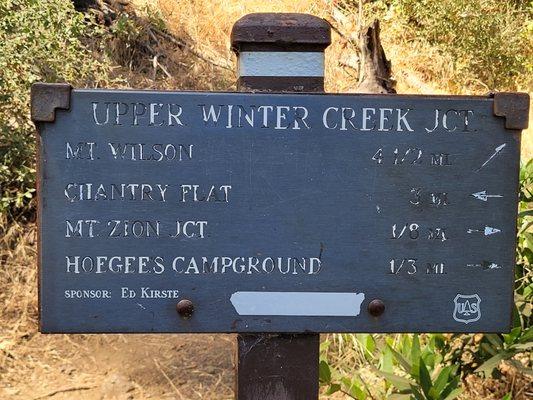 UPPER WINTER CREEK JCT.
MT. WILSON 4 1/2 MI.
CHANTRY FLAT 3 MI.
MT. ZION JCT 1/8 MI
HOEGEES CAMPGROUND 1/3 MI
SPONSOR: ED KIRSTE
UAS